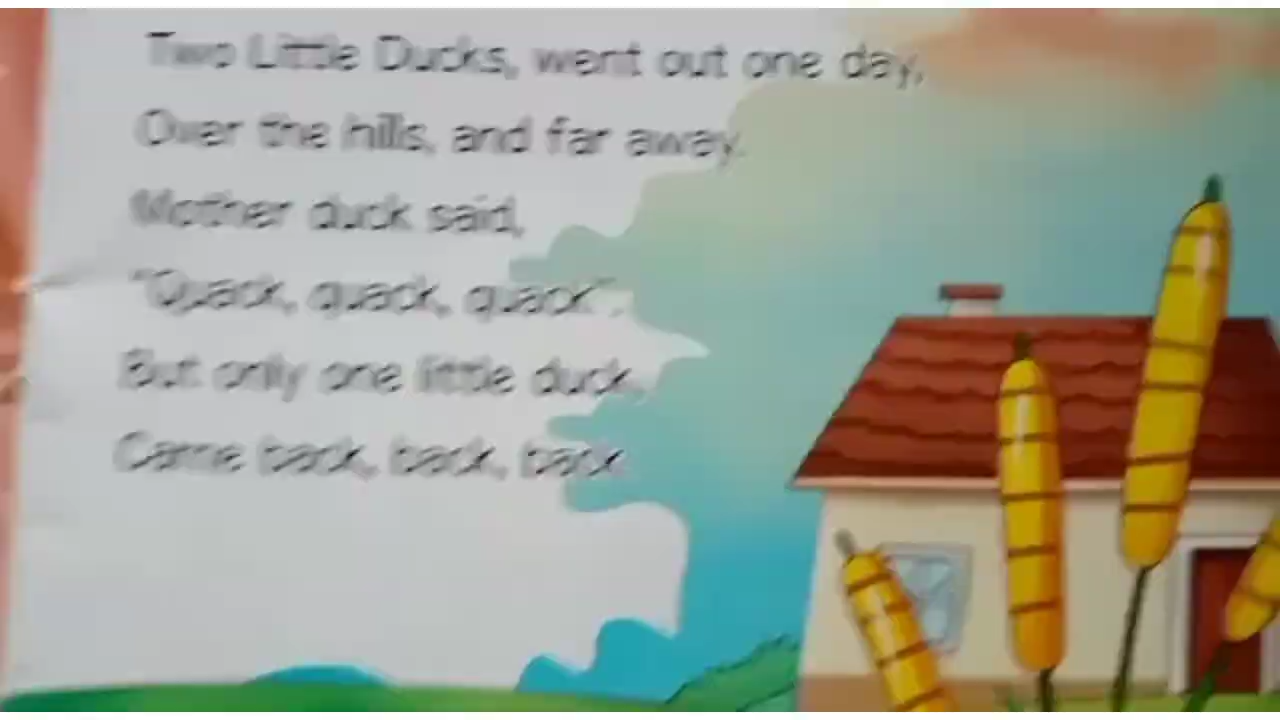 Two Little Ducks, went out one day,
Over the hills, and far away.
Mother duck said,
"Quack, quack, quack".
But only one little duck,
Came back, back, back.